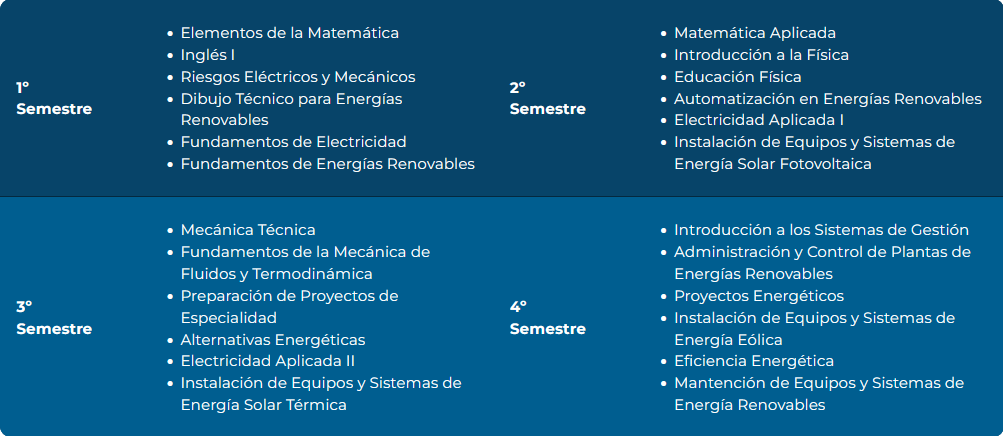 1º
Semestre
• Elementos de la Matemática
• Inglés I
• Riesgos Eléctricos y Mecánicos
• Dibujo Técnico para Energías
Renovables
• Fundamentos de Electricidad
• Fundamentos de Energías Renovables
2º
Semestre
• Matemática Aplicada
• Introducción a la Física
• Educación Física
• Automatización en Energías Renovables
• Electricidad Aplicada I
• Instalación de Equipos y Sistemas de
Energía Solar Fotovoltaica
3º
Semestre
• Mecánica Técnica
• Fundamentos de la Mecánica de
Fluidos y Termodinámica
• Preparación de Proyectos de
Especialidad
• Alternativas Energéticas
• Electricidad Aplicada II
• Instalación de Equipos y Sistemas de
Energía Solar Térmica
4º
Semestre
• Introducción a los Sistemas de Gestión
• Administración y Control de Plantas de
Energías Renovables
• Proyectos Energéticos
• Instalación de Equipos y Sistemas de
Energía Eólica
• Eficiencia Energética
• Mantención de Equipos y Sistemas de
Energía Renovables